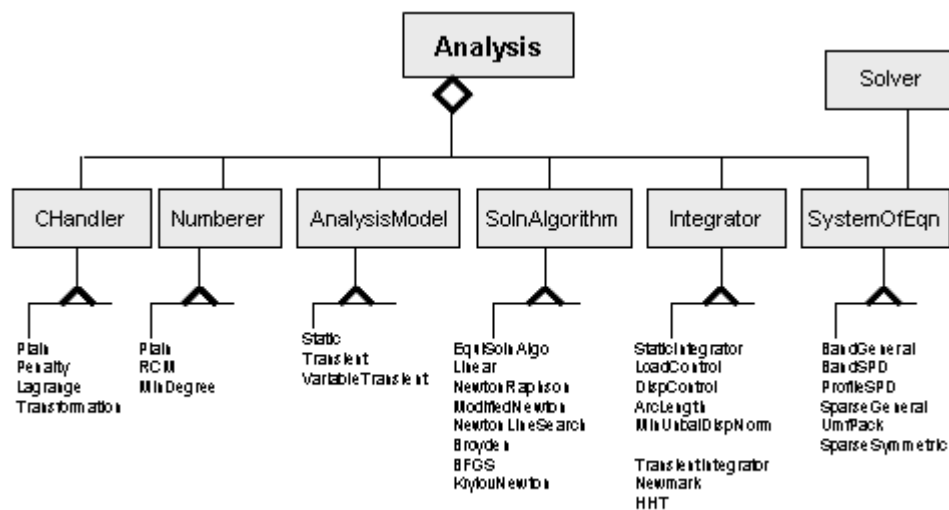 Analysis
Solver
CHandler
Numberer
AnalysisModel
SolnAlgorithm
Integrator
SystemOfEqn
Plain
Penalty
Lagrange
Transformation
Plain
RCM
MinDegree
Static
Transient
VariableTransient
EquiSolnAlgo
Linear
NewtonRaphson
ModifiedNewton
NewtonLineSearch
Broyden
BFGS
KrylovNewton
StaticIntegrator
LoadControl
DispControl
ArcLength
MinUnbalDispNorm
TransientIntegrator
Newmark
HHT
BandGeneral
BandSPD
ProfileSPD
SparseGeneral
UmfPack
SparseSymmetric